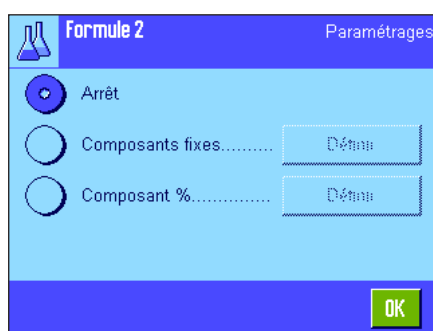 Formule 2 Paramétrages
Arrêt
Composants fixes.......... Définir
Composant %............... Définir
OK